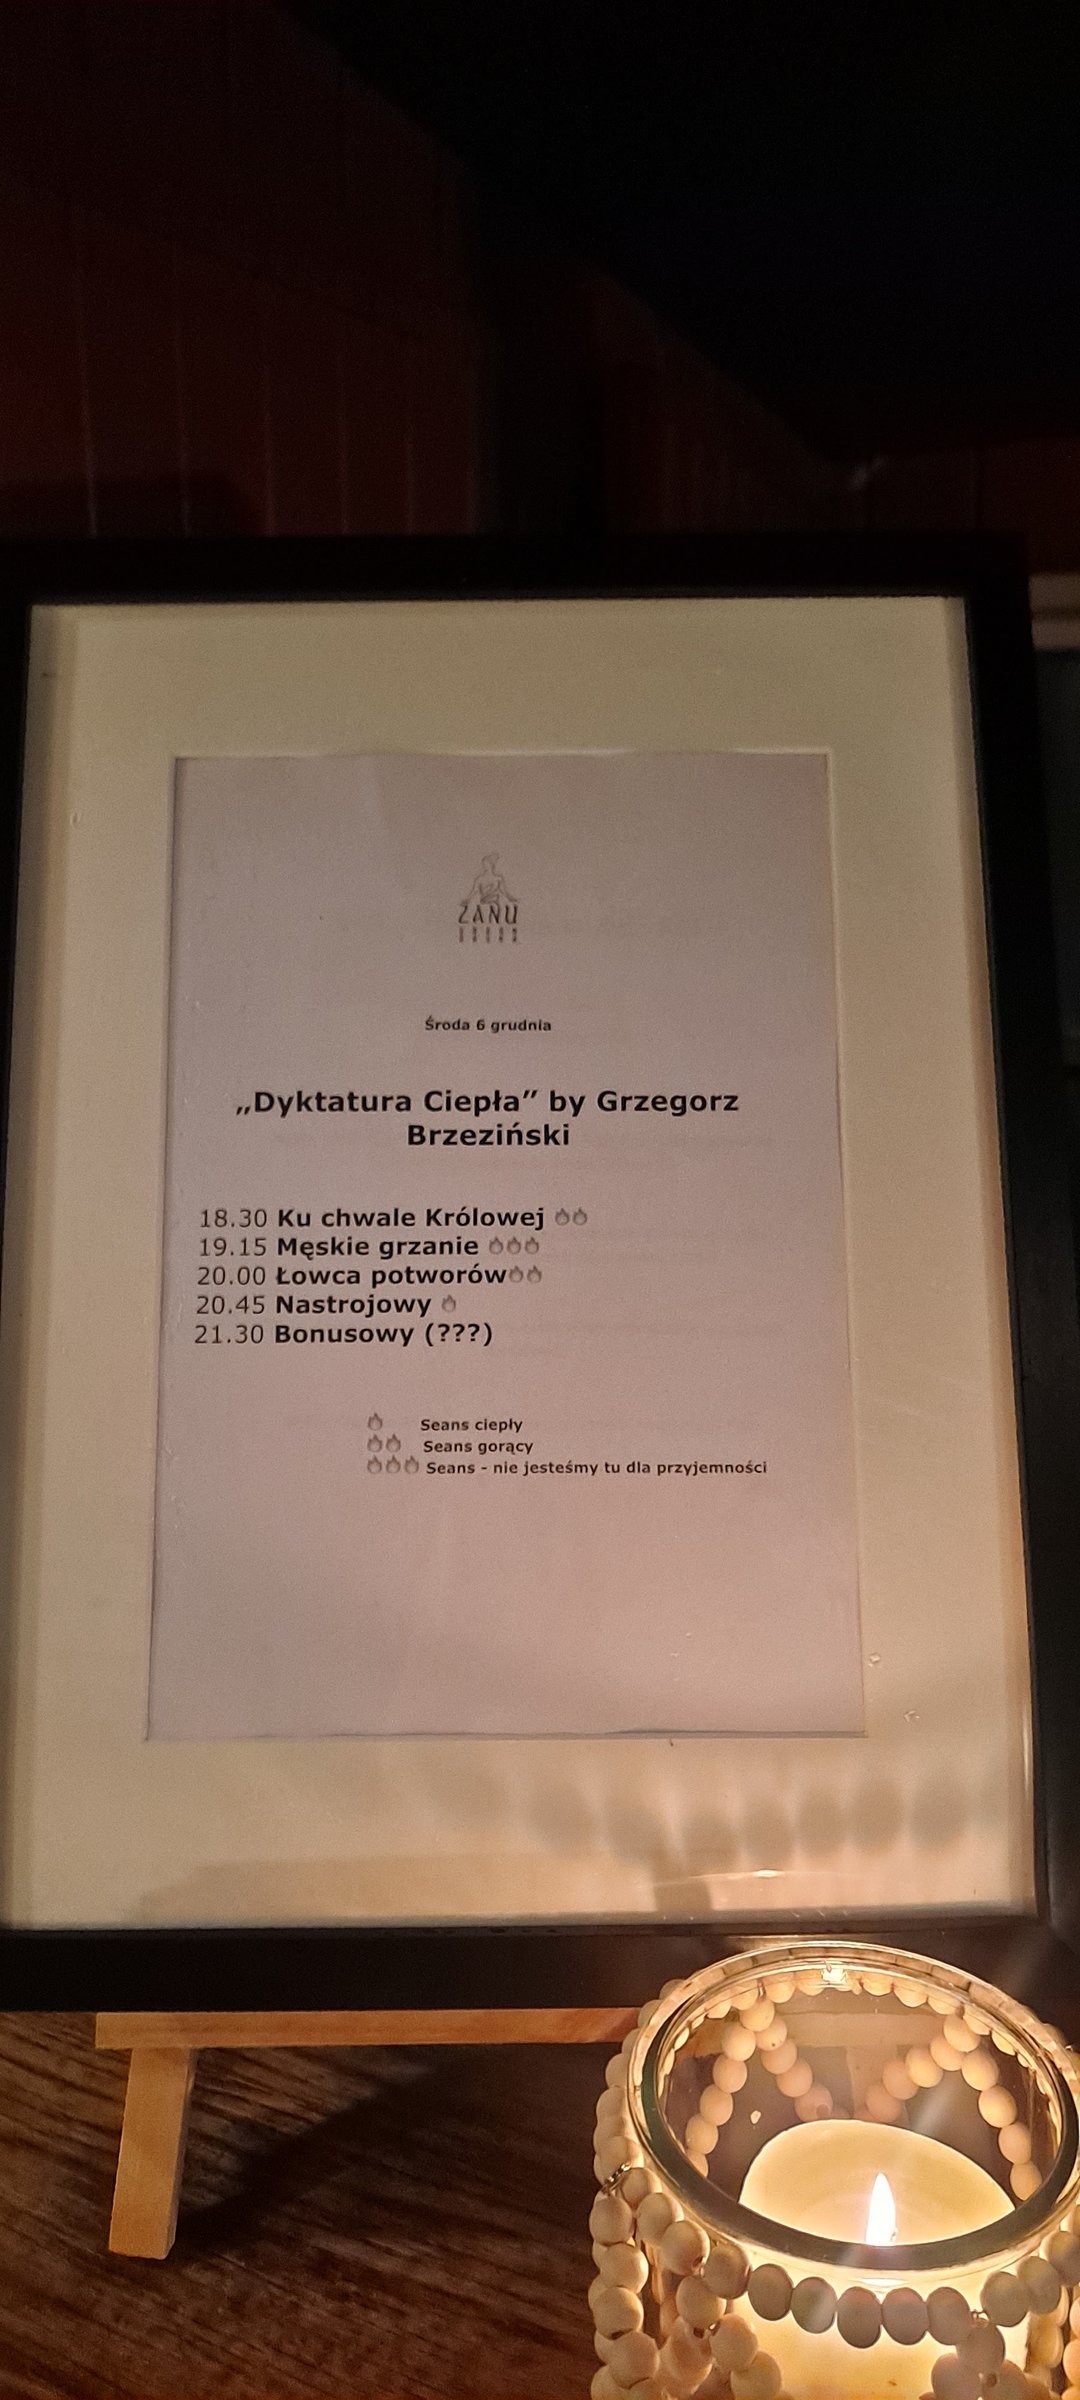 ZANU
Środa 6 grudnia
„Dyktatura Ciepła” by Grzegorz
Brzeziński
18.30 Ku chwale Królowej 🔥🔥
19.15 Męskie grzanie 🔥🔥🔥
20.00 Łowca potworów🔥🔥
20.45 Nastrojowy 🔥
21.30 Bonusowy (???)
🔥 Seans ciepły
🔥🔥 Seans gorący
🔥🔥🔥 Seans - nie jesteśmy tu dla przyjemności